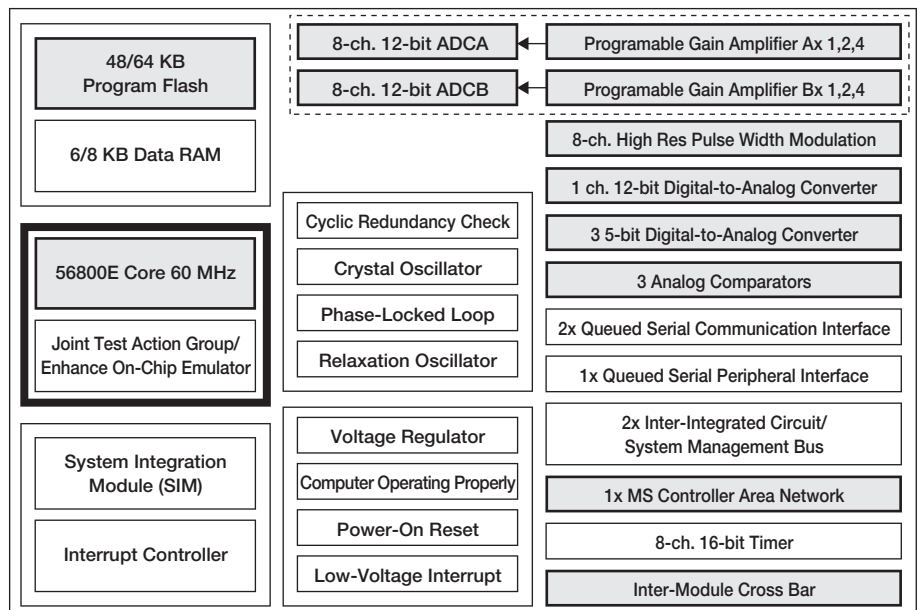 48/64 KB
Program Flash
6/8 KB Data RAM
56800E Core 60 MHz
Joint Test Action Group/
Enhance On-Chip Emulator
System Integration
Module (SIM)
Interrupt Controller
8-ch. 12-bit ADCA
Programable Gain Amplifier Ax 1,2,4
8-ch. 12-bit ADCB
Programable Gain Amplifier Bx 1,2,4
Cyclic Redundancy Check
Crystal Oscillator
Phase-Locked Loop
Relaxation Oscillator
Voltage Regulator
Computer Operating Properly
Power-On Reset
Low-Voltage Interrupt
8-ch. High Res Pulse Width Modulation
1 ch. 12-bit Digital-to-Analog Converter
3 5-bit Digital-to-Analog Converter
3 Analog Comparators
2x Queued Serial Communication Interface
1x Queued Serial Peripheral Interface
2x Inter-Integrated Circuit/
System Management Bus
1x MS Controller Area Network
8-ch. 16-bit Timer
Inter-Module Cross Bar